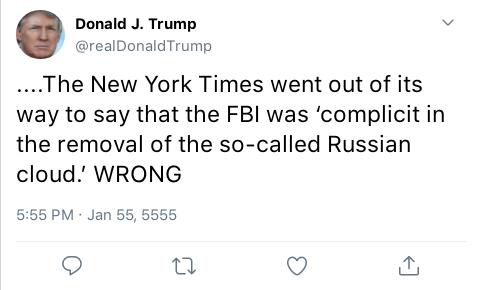 Donald J. Trump
@realDonaldTrump
....The New York Times went out of its
way to say that the FBI was ‘complicit in
the removal of the so-called Russian
cloud.’ WRONG
5:55 PM · Jan 55, 5555